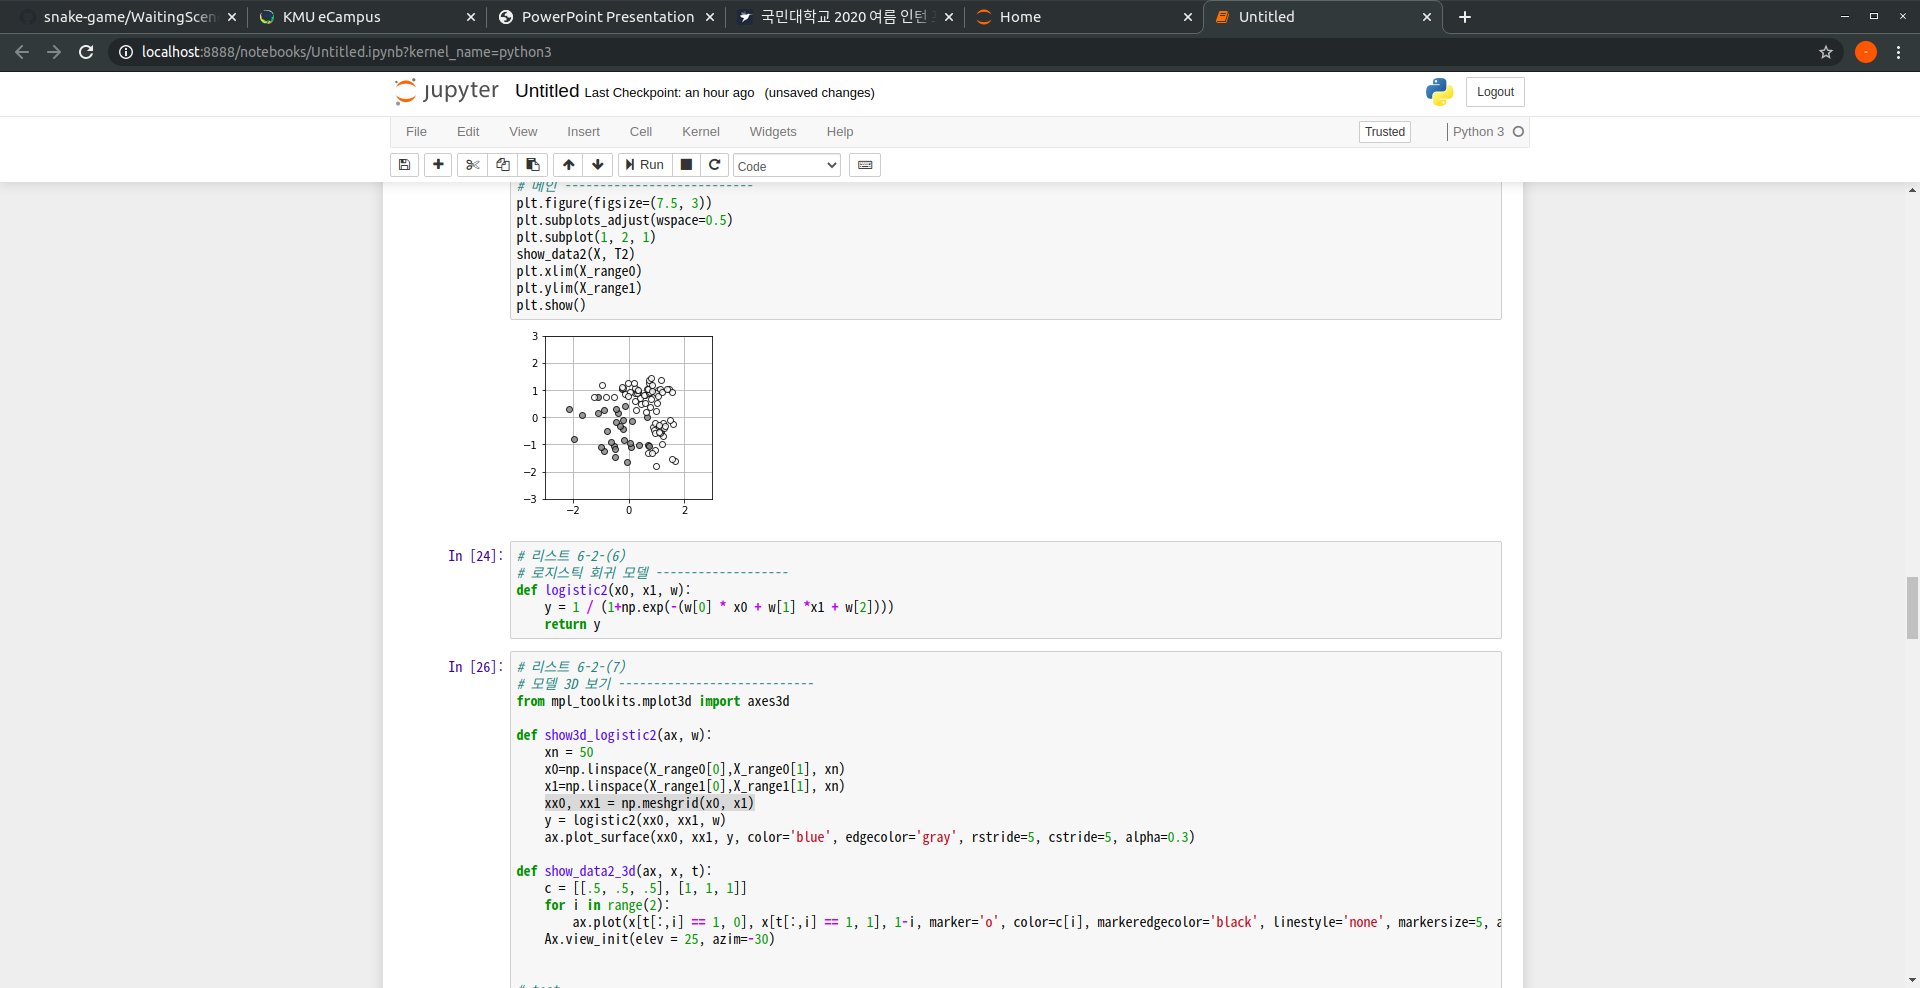 snake-game/WaitingScen
KMU eCampus
PowerPoint Presentation
국민대학교 2020 여름 인턴
Home
Untitled
localhost:8888/notebooks/Untitled.ipynb?kernel_name=python3
jupyter Untitled Last Checkpoint: an hour ago (unsaved changes)
Logout
File Edit View Insert Cell Kernel Widgets Help
Trusted
Python 3
Run
Code
# 메인 ---------------------------
plt.figure(figsize=(7.5, 3))
plt.subplots_adjust(wspace=0.5)
plt.subplot(1, 2, 1)
show_data2(X, T2)
plt.xlim(X_range0)
plt.ylim(X_range1)
plt.show()
3
2
1
0
−1
−2
−3
−2 0 2
In [24]:
# 리스트 6-2-(6)
# 로지스틱 회귀 모델 -------------------
def logistic2(x0, x1, w):
    y = 1 / (1+np.exp(-(w[0] * x0 + w[1] *x1 + w[2])))
    return y
In [26]:
# 리스트 6-2-(7)
# 모델 3D 보기 ----------------------------
from mpl_toolkits.mplot3d import axes3d
def show3d_logistic2(ax, w):
    xn = 50
    x0=np.linspace(X_range0[0],X_range0[1], xn)
    x1=np.linspace(X_range1[0],X_range1[1], xn)
    xx0, xx1 = np.meshgrid(x0, x1)
    y = logistic2(xx0, xx1, w)
    ax.plot_surface(xx0, xx1, y, color='blue', edgecolor='gray', rstride=5, cstride=5, alpha=0.3)
def show_data2_3d(ax, x, t):
    c = [[.5, .5, .5], [1, 1, 1]]
    for i in range(2):
        ax.plot(x[t[:,i] == 1, 0], x[t[:,i] == 1, 1], 1-i, marker='o', color=c[i], markeredgecolor='black', linestyle='none', markersize=5,
    Ax.view_init(elev = 25, azim=-30)